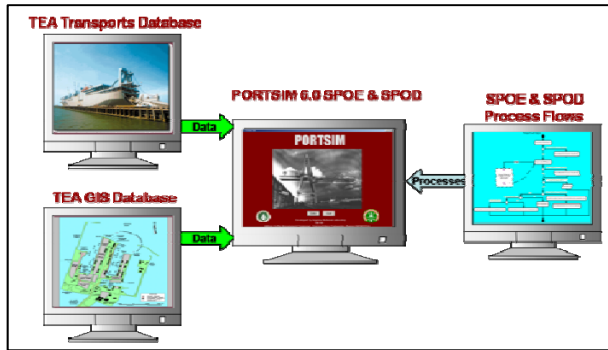 TEA Transports Database
PORTSIM 6.0 SPOE & SPOD
SPOE & SPOD
Process Flows
Data
PORTSIM
Processes
TEA GIS Database
Data